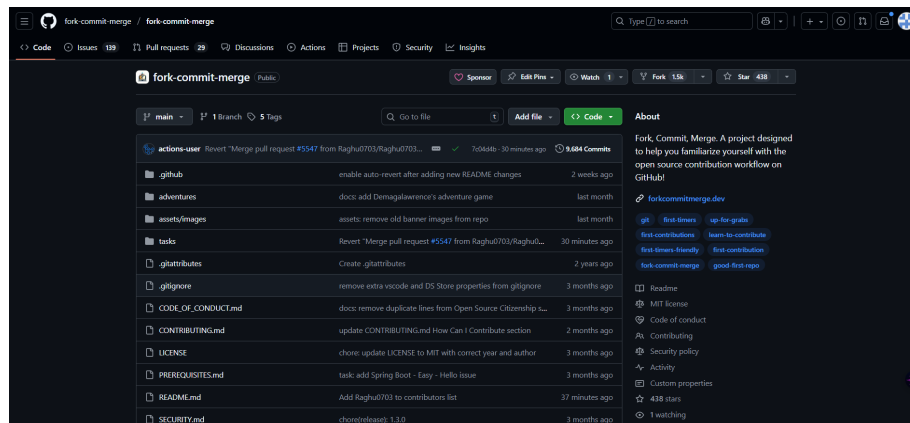 fork-commit-merge / fork-commit-merge
Type / to search
Code Issues 139 Pull requests 29 Discussions Actions Projects Security Insights
fork-commit-merge Public
Sponsor Edit Pins Watch 1 Fork 1.5k Star 438
main 1 Branch 5 Tags Go to file t Add file Code
actions-user Revert "Merge pull request #5547 from Raghu0703/Raghu0703... 7c04d4b · 30 minutes ago 9,684 Commits
.github enable auto-revert after adding new README changes 2 weeks ago
adventures docs: add Demagalawrence's adventure game last month
assets/images assets: remove old banner images from repo last month
tasks Revert "Merge pull request #5547 from Raghu0703/Raghu0... 30 minutes ago
.gitattributes Create .gitattributes 2 years ago
.gitignore remove extra vscode and DS Store properties from gitignore 3 months ago
CODE_OF_CONDUCT.md docs: remove duplicate lines from Open Source Citizenship s... 3 months ago
CONTRIBUTING.md update CONTRIBUTING.md How Can I Contribute section 2 months ago
LICENSE chore: update LICENSE to MIT with correct year and author 3 months ago
PREREQUISITES.md task: add Spring Boot - Easy - Hello issue 3 months ago
README.md Add Raghu0703 to contributors list 37 minutes ago
SECURITY.md chore(release): 1.3.0 3 months ago
About
Fork, Commit, Merge. A project designed
to help you familiarize yourself with the
open source contribution workflow on
GitHub!
forkcommitmerge.dev
git first-timers up-for-grabs
first-contributions learn-to-contribute
first-timers-friendly first-contribution
fork-commit-merge good-first-repo
Readme
MIT license
Code of conduct
Contributing
Security policy
Activity
Custom properties
438 stars
1 watching